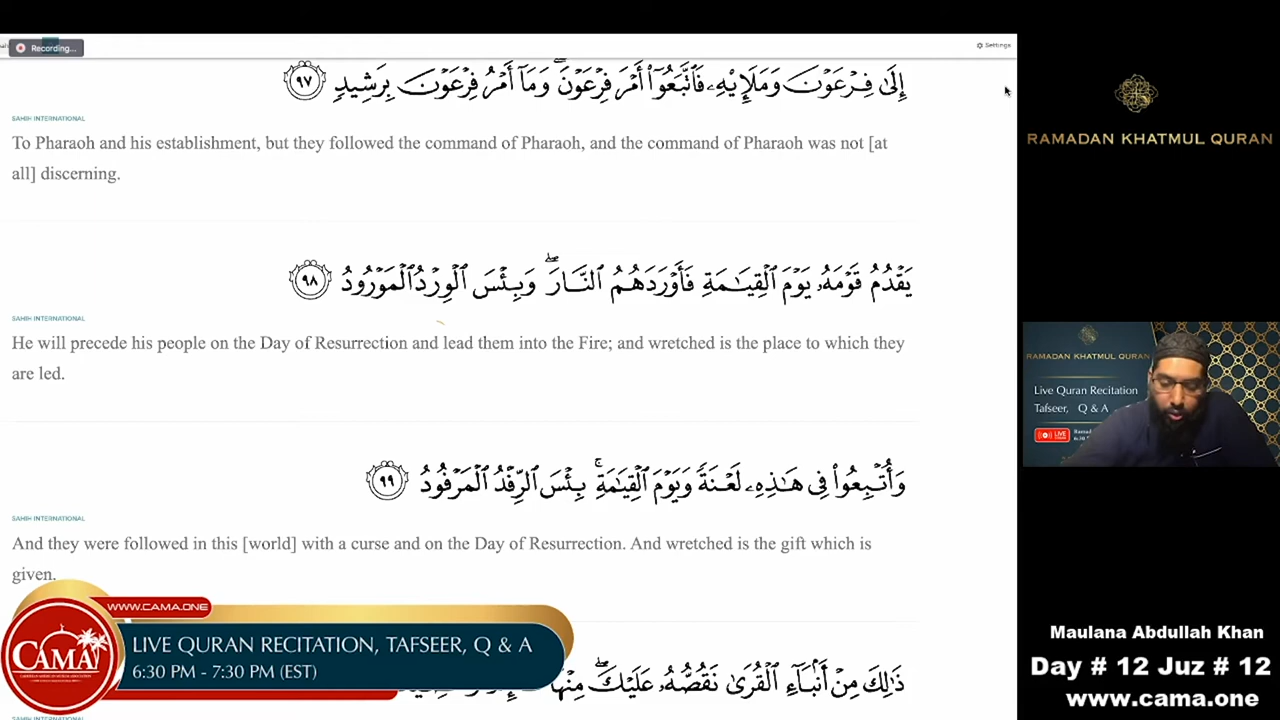 Recording...
Settings
إِلَىٰ فِرْعَوْنَ وَمَلَإِيْهِۦ فَٱتَّبَعُوٓا۟ أَمْرَ فِرْعَوْنَ ۖ وَمَآ أَمْرُ فِرْعَوْنَ بِرَشِيدٍ ٩٧
SAHIH INTERNATIONAL
To Pharaoh and his establishment, but they followed the command of Pharaoh, and the command of Pharaoh was not [at
all] discerning.
يَقْدُمُ قَوْمَهُۥ يَوْمَ ٱلْقِيَـٰمَةِ فَأَوْرَدَهُمُ ٱلنَّارَ ۖ وَبِئْسَ ٱلْوِرْدُ ٱلْمَوْرُودُ ٩٨
SAHIH INTERNATIONAL
He will precede his people on the Day of Resurrection and lead them into the Fire; and wretched is the place to which they
are led.
وَأُتْبِعُوا۟ فِى هَـٰذِهِۦ لَعْنَةً وَيَوْمَ ٱلْقِيَـٰمَةِ ۚ بِئْسَ ٱلرِّفْدُ ٱلْمَرْفُودُ ٩٩
SAHIH INTERNATIONAL
And they were followed in this [world] with a curse and on the Day of Resurrection. And wretched is the gift which is
given.
ذَٰلِكَ مِنْ أَنۢبَآءِ ٱلْقُرَىٰ نَقُصُّهُۥ عَلَيْكَ ۖ مِنْهَا
SAHIH INTERNATIONAL
WWW.CAMA.ONE
CAMA
LIVE QURAN RECITATION, TAFSEER, Q & A
6:30 PM - 7:30 PM (EST)
RAMADAN KHATMUL QURAN
RAMADAN KHATMUL QURAN
Live Quran Recitation
Tafseer, Q & A
LIVE
Maulana Abdullah Khan
Day # 12 Juz # 12
www.cama.one